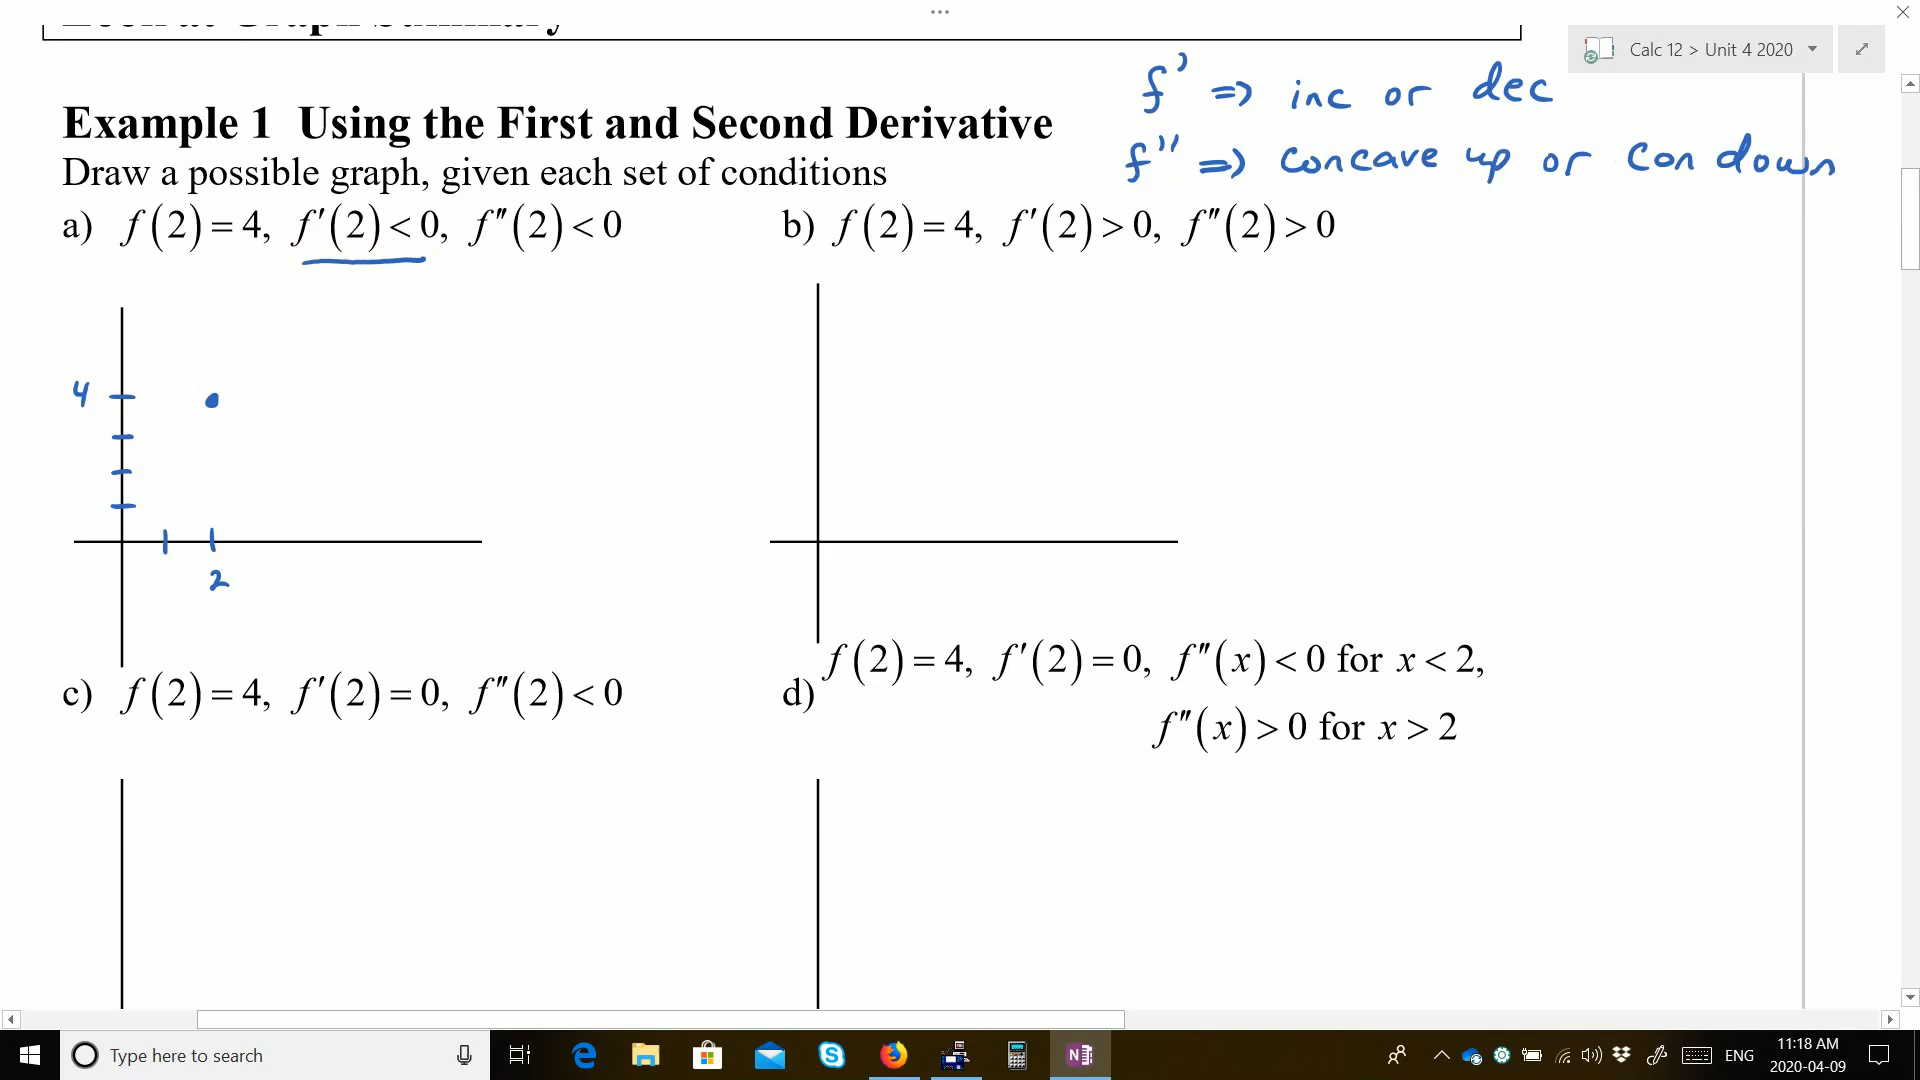 Calc 12 > Unit 4 2020
f' => inc or dec
Example 1 Using the First and Second Derivative
f'' => concave up or con down
Draw a possible graph, given each set of conditions
a) f(2) = 4, f′(2) < 0, f″(2) < 0
b) f(2) = 4, f′(2) > 0, f″(2) > 0
4
2
c) f(2) = 4, f′(2) = 0, f″(2) < 0
d) f(2) = 4, f′(2) = 0, f″(x) < 0 for x < 2,
f″(x) > 0 for x > 2
Type here to search
ENG
11:18 AM
2020-04-09